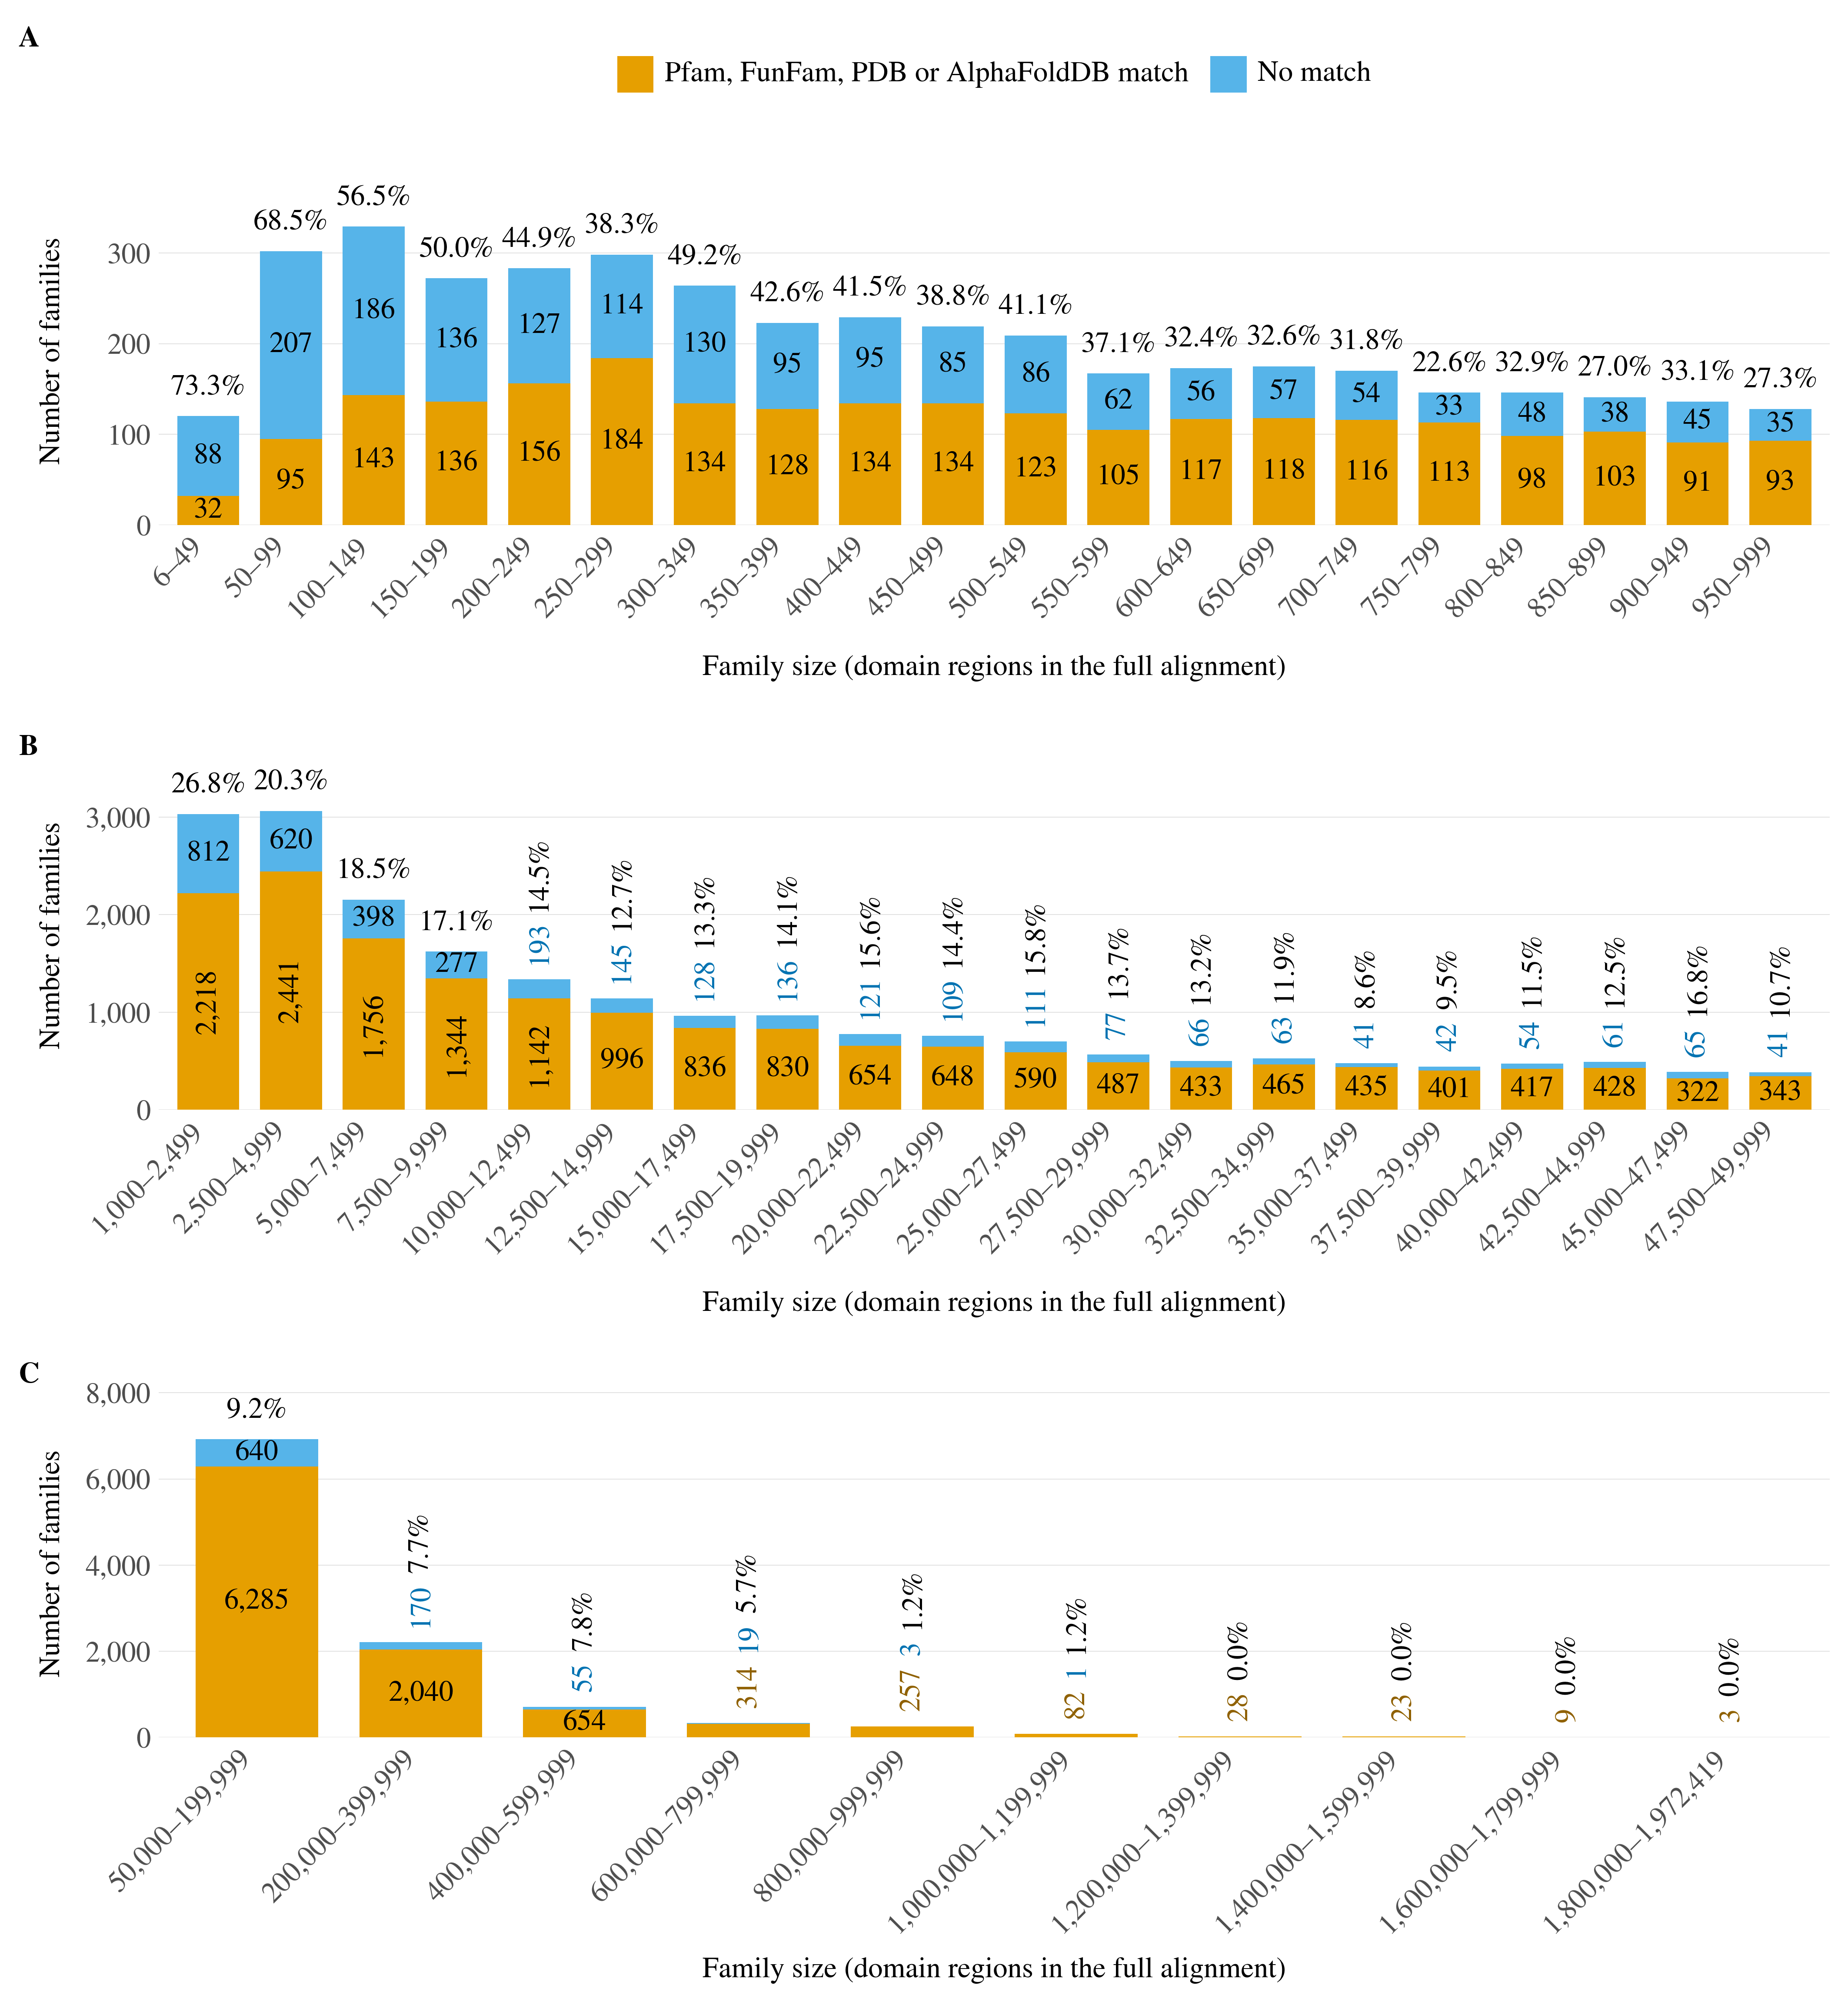 A
Pfam, FunFam, PDB or AlphaFoldDB match No match
Number of families
300
200
100
0
73.3% 68.5% 56.5% 50.0% 44.9% 38.3% 49.2% 42.6% 41.5% 38.8% 41.1% 37.1% 32.4% 32.6% 31.8% 22.6% 32.9% 27.0% 33.1% 27.3%
88 207 186 136 127 114 130 95 95 85 86 62 56 57 54 33 48 38 45 35
32 95 143 136 156 184 134 128 134 134 123 105 117 118 116 113 98 103 91 93
6–49 50–99 100–149 150–199 200–249 250–299 300–349 350–399 400–449 450–499 500–549 550–599 600–649 650–699 700–749 750–799 800–849 850–899 900–949 950–999
Family size (domain regions in the full alignment)
B
Number of families
3,000
2,000
1,000
0
26.8% 20.3% 18.5% 17.1% 14.5% 12.7% 13.3% 14.1% 15.6% 14.4% 15.8% 13.7% 13.2% 11.9% 8.6% 9.5% 11.5% 12.5% 16.8% 10.7%
812 620 398 277 193 145 128 136 121 109 111 77 66 63 41 42 54 61 65 41
2,218 2,441 1,756 1,344 1,142 996 836 830 654 648 590 487 433 465 435 401 417 428 322 343
1,000–2,499 2,500–4,999 5,000–7,499 7,500–9,999 10,000–12,499 12,500–14,999 15,000–17,499 17,500–19,999 20,000–22,499 22,500–24,999 25,000–27,499 27,500–29,999 30,000–32,499 32,500–34,999 35,000–37,499 37,500–39,999 40,000–42,499 42,500–44,999 45,000–47,499 47,500–49,999
Family size (domain regions in the full alignment)
C
Number of families
8,000
6,000
4,000
2,000
0
9.2% 7.7% 7.8% 5.7% 1.2% 1.2% 0.0% 0.0% 0.0% 0.0%
640 170 55 19 3 1
6,285 2,040 654 314 257 82 28 23 9 3
50,000–199,999 200,000–399,999 400,000–599,999 600,000–799,999 800,000–999,999 1,000,000–1,199,999 1,200,000–1,399,999 1,400,000–1,599,999 1,600,000–1,799,999 1,800,000–1,972,419
Family size (domain regions in the full alignment)